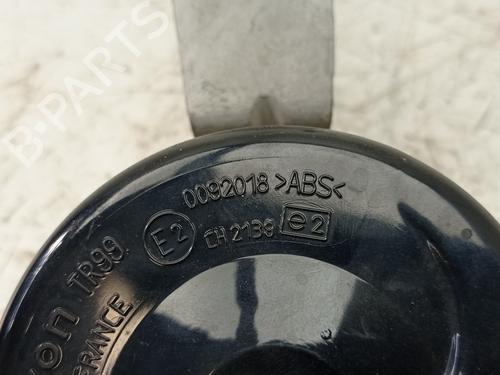 B-PARTS
0092018 >ABS<
E2 CH 2139 e2
TR99
FRANCE